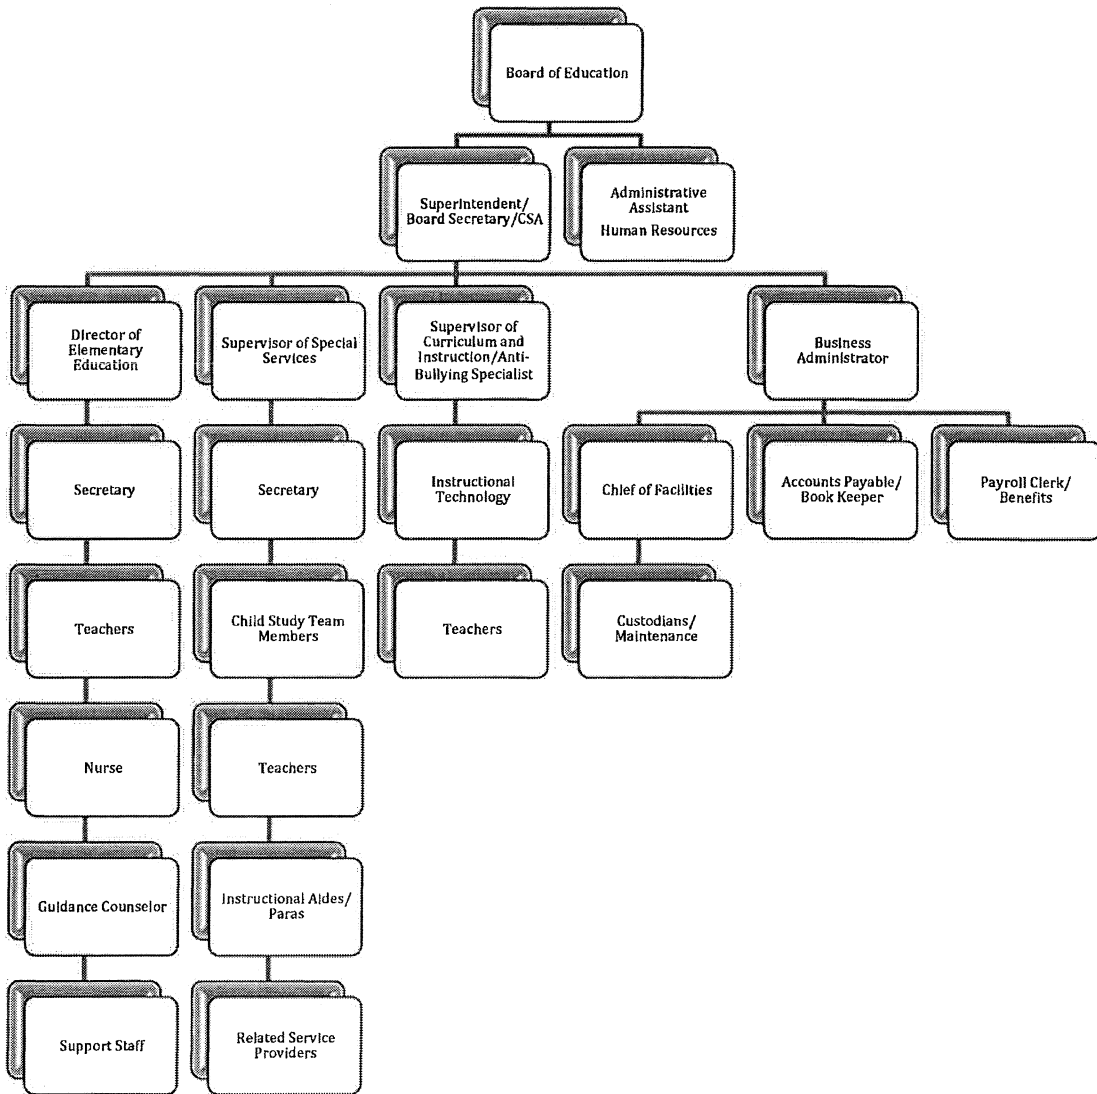 Board of Education
Superintendent/
Board Secretary/CSA
Administrative
Assistant
Human Resources
Director of
Elementary
Education
Supervisor of Special
Services
Supervisor of
Curriculum and
Instruction/Anti-
Bullying Specialist
Business
Administrator
Secretary
Secretary
Instructional
Technology
Chief of Facilities
Accounts Payable/
Book Keeper
Payroll Clerk/
Benefits
Teachers
Child Study Team
Members
Teachers
Custodians/
Maintenance
Nurse
Teachers
Guidance Counselor
Instructional Aides/
Paras
Support Staff
Related Service
Providers